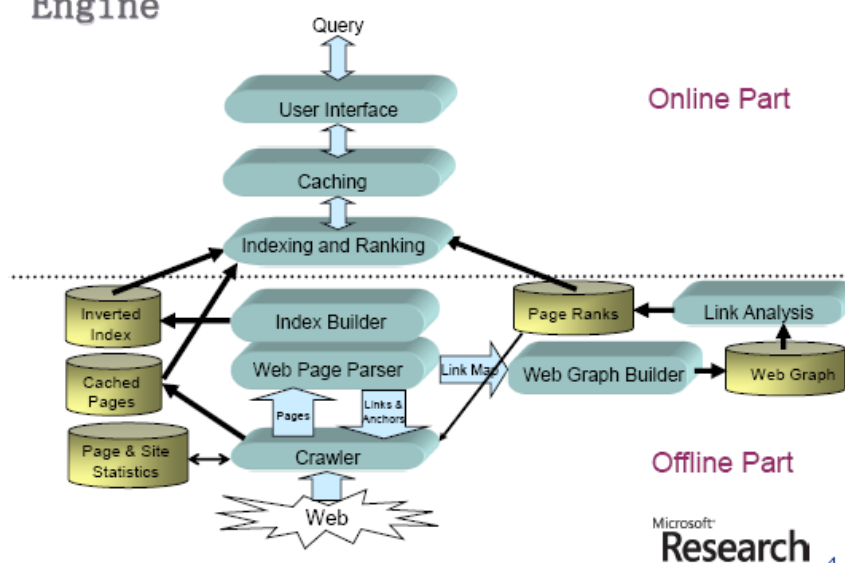 Engine
Query
User Interface
Online Part
Caching
Indexing and Ranking
Inverted
Index
Index Builder
Page Ranks
Link Analysis
Cached
Pages
Web Page Parser
Link Map
Web Graph Builder
Web Graph
Pages
Links &
Anchors
Page & Site
Statistics
Crawler
Offline Part
Web
Microsoft
Research
4